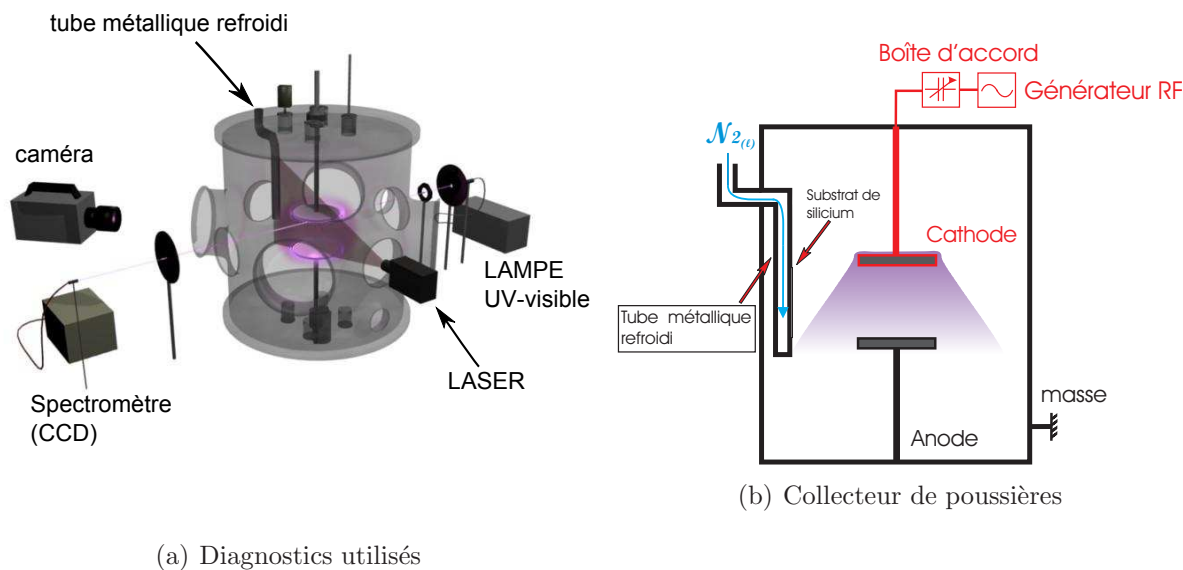 tube métallique refroidi
caméra
LAMPE
UV-visible
LASER
Spectromètre
(CCD)
(a) Diagnostics utilisés
Boîte d'accord
Générateur RF
N2(l)
Substrat de
silicium
Cathode
Tube métallique
refroidi
masse
Anode
(b) Collecteur de poussières